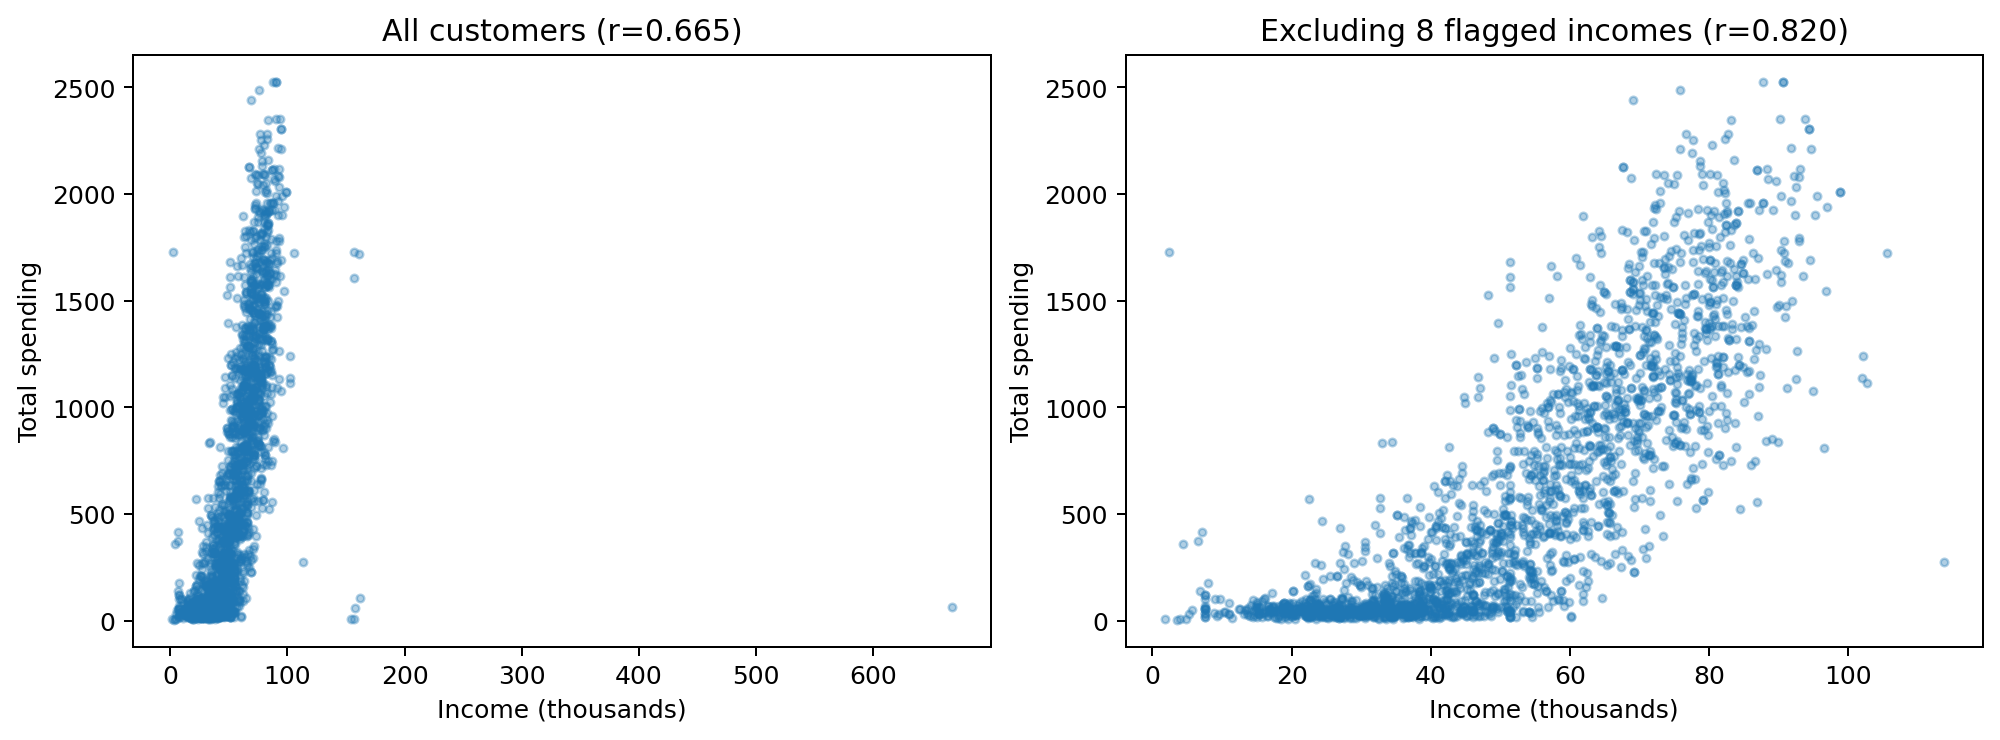 All customers (r=0.665)
Total spending
2500
2000
1500
1000
500
0
0 100 200 300 400 500 600
Income (thousands)
Excluding 8 flagged incomes (r=0.820)
Total spending
2500
2000
1500
1000
500
0
0 20 40 60 80 100
Income (thousands)